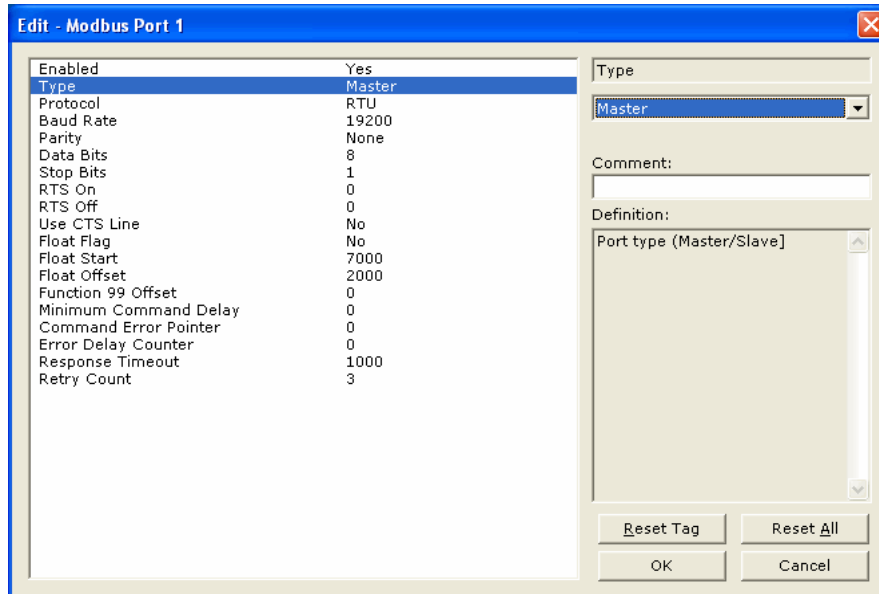 Edit - Modbus Port 1
Enabled Yes
Type Master
Protocol RTU
Baud Rate 19200
Parity None
Data Bits 8
Stop Bits 1
RTS On 0
RTS Off 0
Use CTS Line No
Float Flag No
Float Start 7000
Float Offset 2000
Function 99 Offset 0
Minimum Command Delay 0
Command Error Pointer 0
Error Delay Counter 0
Response Timeout 1000
Retry Count 3
Type
Master
Comment:
Definition:
Port type (Master/Slave]
Reset Tag Reset All
OK Cancel